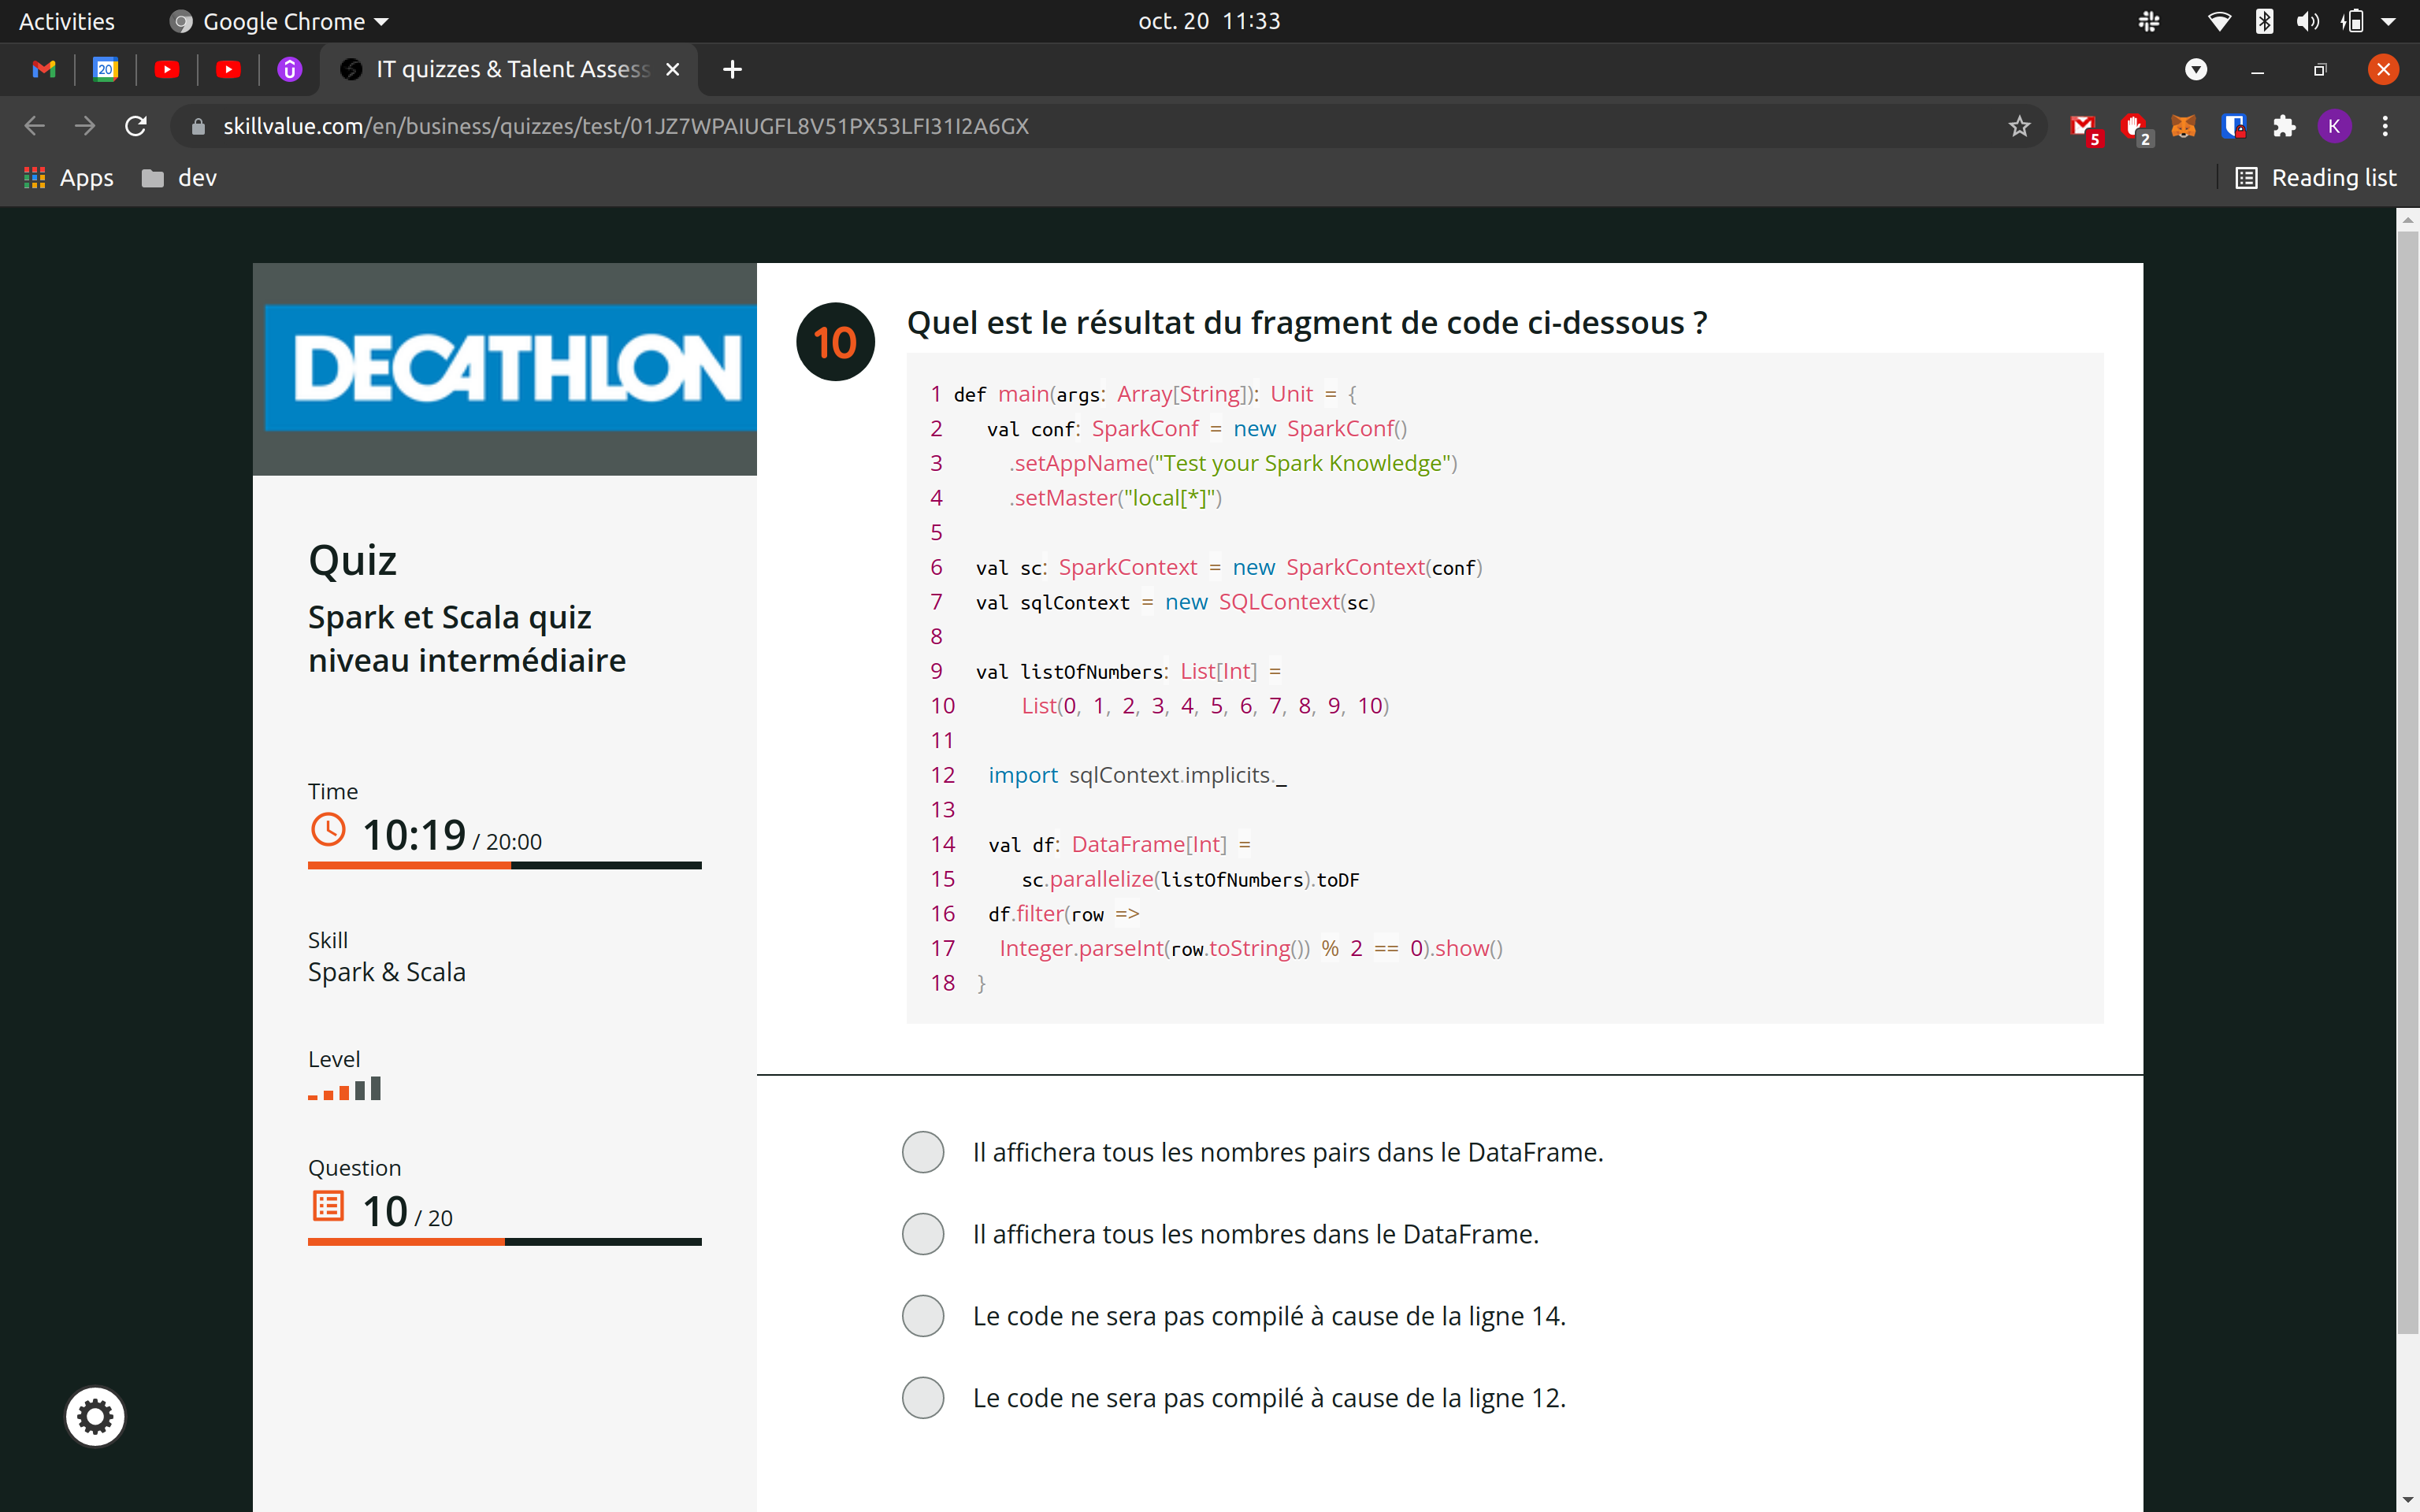 Activities
Google Chrome
oct. 20 11:33
20
IT quizzes & Talent Assess
skillvalue.com/en/business/quizzes/test/01JZ7WPAIUGFL8V51PX53LFI31I2A6GX
5
2
K
Apps
dev
Reading list
DECATHLON
Quiz
Spark et Scala quiz
niveau intermédiaire
Time
10:19 / 20:00
Skill
Spark & Scala
Level
Question
10 / 20
10
Quel est le résultat du fragment de code ci-dessous ?
1 def main(args: Array[String]): Unit = {
2 val conf: SparkConf = new SparkConf()
3 .setAppName("Test your Spark Knowledge")
4 .setMaster("local[*]")
5
6 val sc: SparkContext = new SparkContext(conf)
7 val sqlContext = new SQLContext(sc)
8
9 val listOfNumbers: List[Int] =
10 List(0, 1, 2, 3, 4, 5, 6, 7, 8, 9, 10)
11
12 import sqlContext.implicits._
13
14 val df: DataFrame[Int] =
15 sc.parallelize(listOfNumbers).toDF
16 df.filter(row =>
17 Integer.parseInt(row.toString()) % 2 == 0).show()
18 }
Il affichera tous les nombres pairs dans le DataFrame.
Il affichera tous les nombres dans le DataFrame.
Le code ne sera pas compilé à cause de la ligne 14.
Le code ne sera pas compilé à cause de la ligne 12.